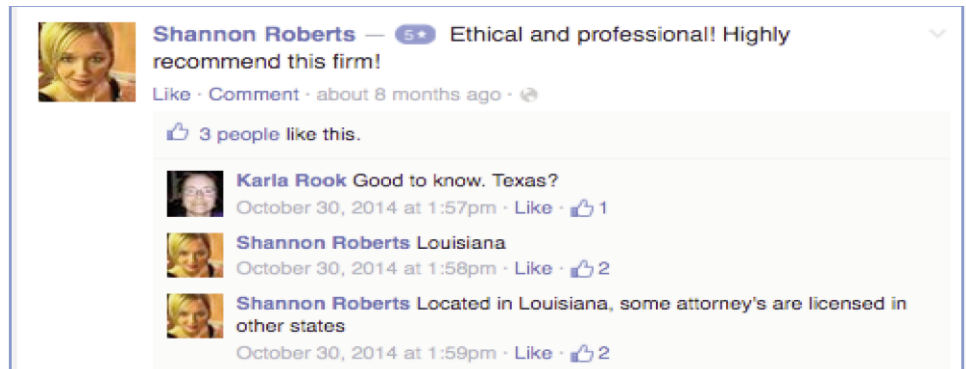 Shannon Roberts — 5★ Ethical and professional! Highly
recommend this firm!
Like · Comment · about 8 months ago ·
3 people like this.
Karla Rook Good to know. Texas?
October 30, 2014 at 1:57pm · Like · 1
Shannon Roberts Louisiana
October 30, 2014 at 1:58pm · Like · 2
Shannon Roberts Located in Louisiana, some attorney's are licensed in
other states
October 30, 2014 at 1:59pm · Like · 2